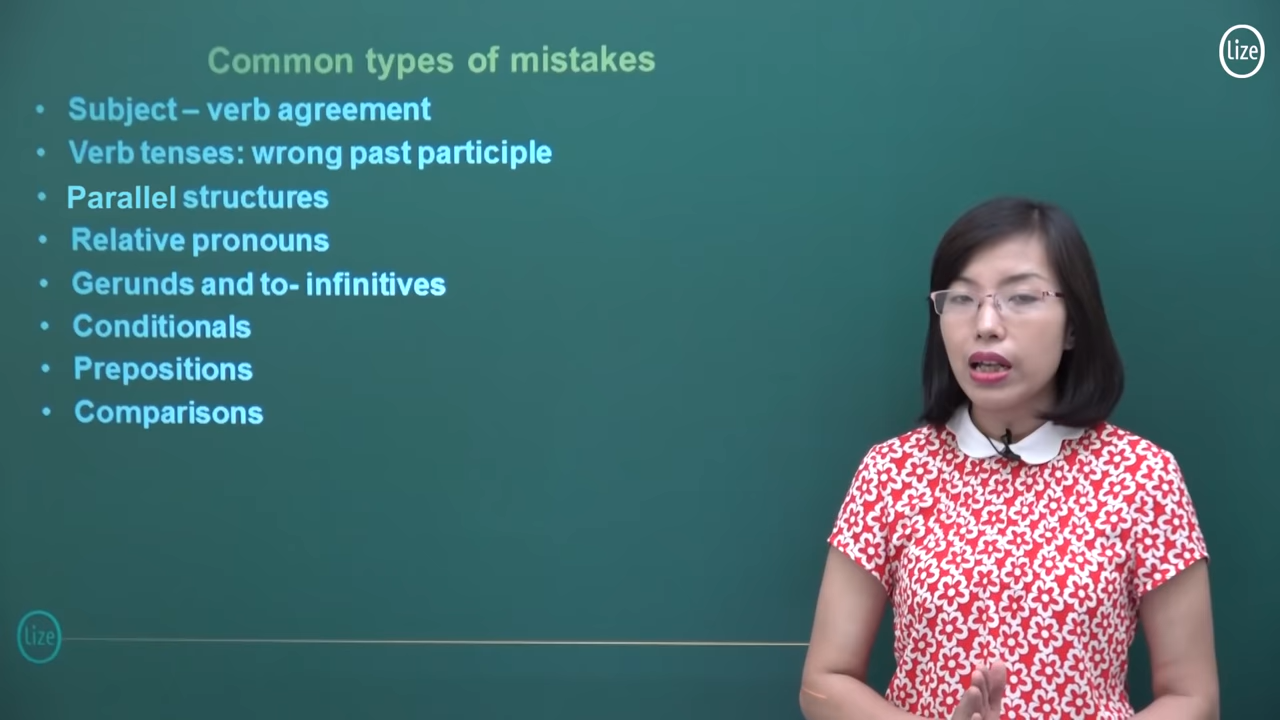 Common types of mistakes
• Subject – verb agreement
• Verb tenses: wrong past participle
• Parallel structures
• Relative pronouns
• Gerunds and to- infinitives
• Conditionals
• Prepositions
• Comparisons
lize
lize